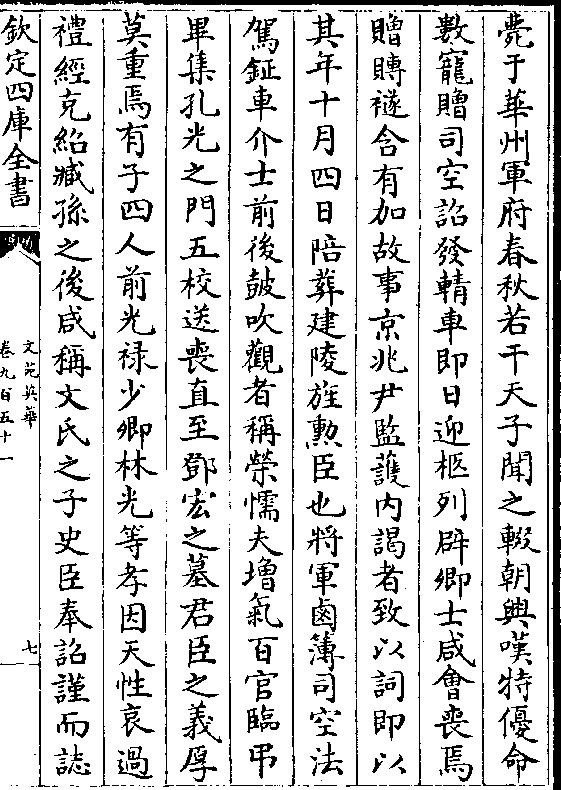 薨于華州軍府春秋若干天子聞之輟朝興嘆特優命
數寵贈司空詔發轊車即日迎柩列辟卿士咸會喪焉
贈賻襚含有加故事京兆尹監護内謁者致以詞即以
其年十月四日陪葬建陵旌勲臣也將軍鹵簿司空法
駕鉦車介士前後鼓吹觀者稱榮懦夫增氣百官臨弔
畢集孔光之門五校送喪直至鄧宏之墓君臣之義厚
莫重焉有子四人前光禄少卿林光等孝因天性哀過
禮經克紹臧孫之後咸稱文氏之子史臣奉詔謹而誌
欽定四庫全書
文苑英華
卷九百五十一
七